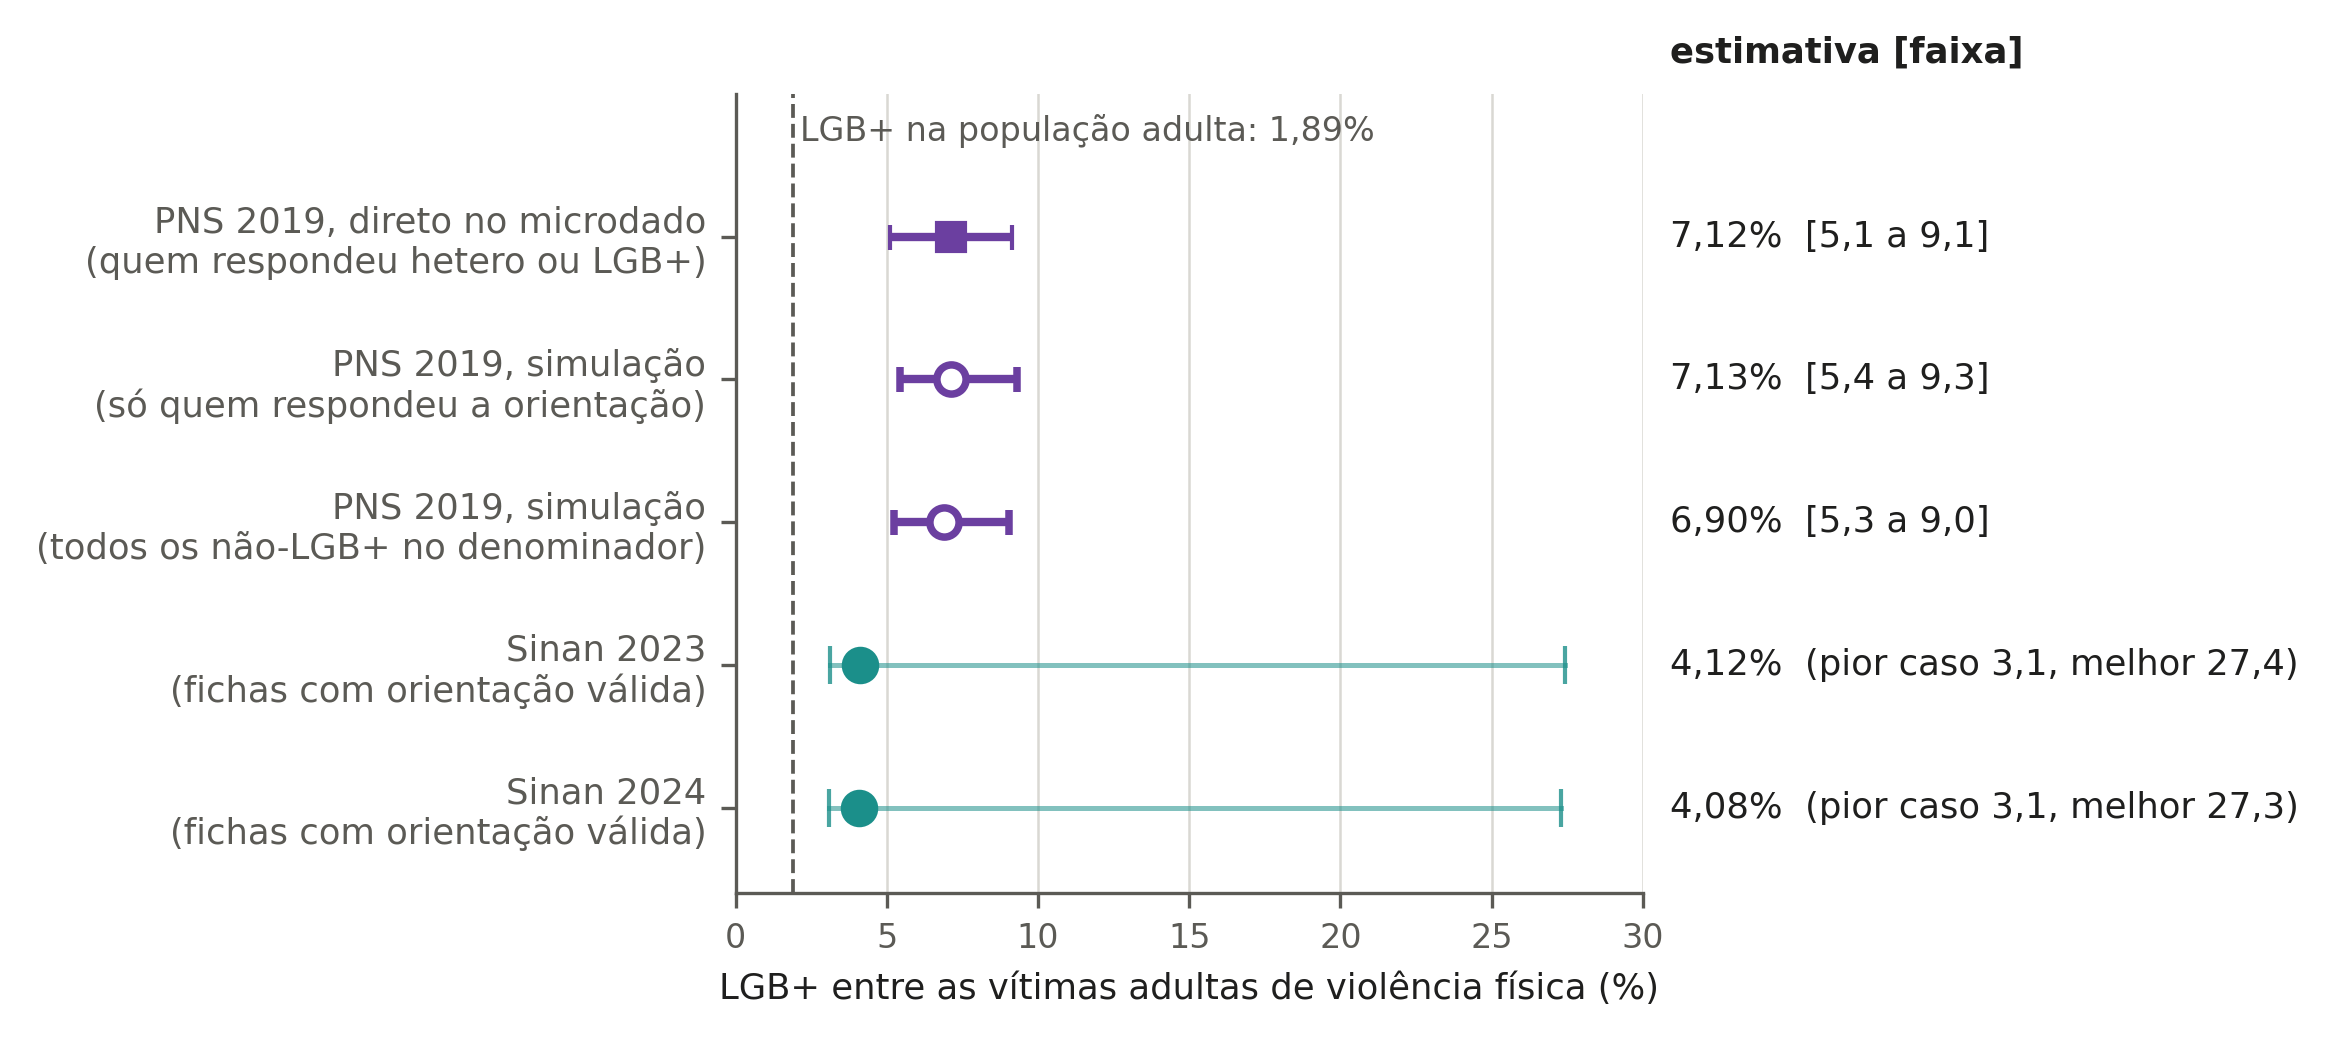 estimativa [faixa]
LGB+ na população adulta: 1,89%
PNS 2019, direto no microdado
(quem respondeu hetero ou LGB+)
7,12% [5,1 a 9,1]
PNS 2019, simulação
(só quem respondeu a orientação)
7,13% [5,4 a 9,3]
PNS 2019, simulação
(todos os não-LGB+ no denominador)
6,90% [5,3 a 9,0]
Sinan 2023
(fichas com orientação válida)
4,12% (pior caso 3,1, melhor 27,4)
Sinan 2024
(fichas com orientação válida)
4,08% (pior caso 3,1, melhor 27,3)
0 5 10 15 20 25 30
LGB+ entre as vítimas adultas de violência física (%)